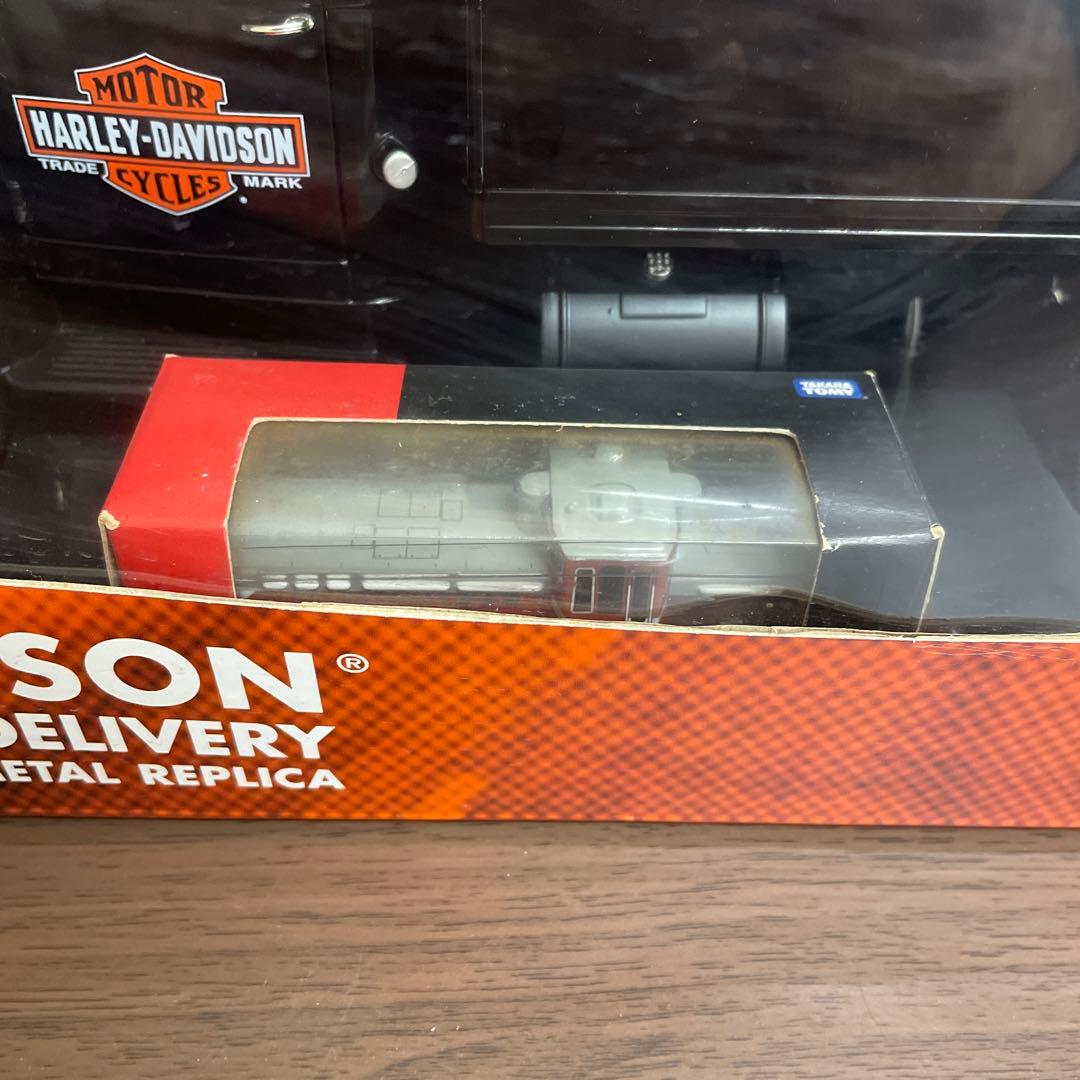 MOTOR
HARLEY-DAVIDSON
TRADE MARK
CYCLES
TAKARA
TOMY
SON®
DELIVERY
METAL REPLICA